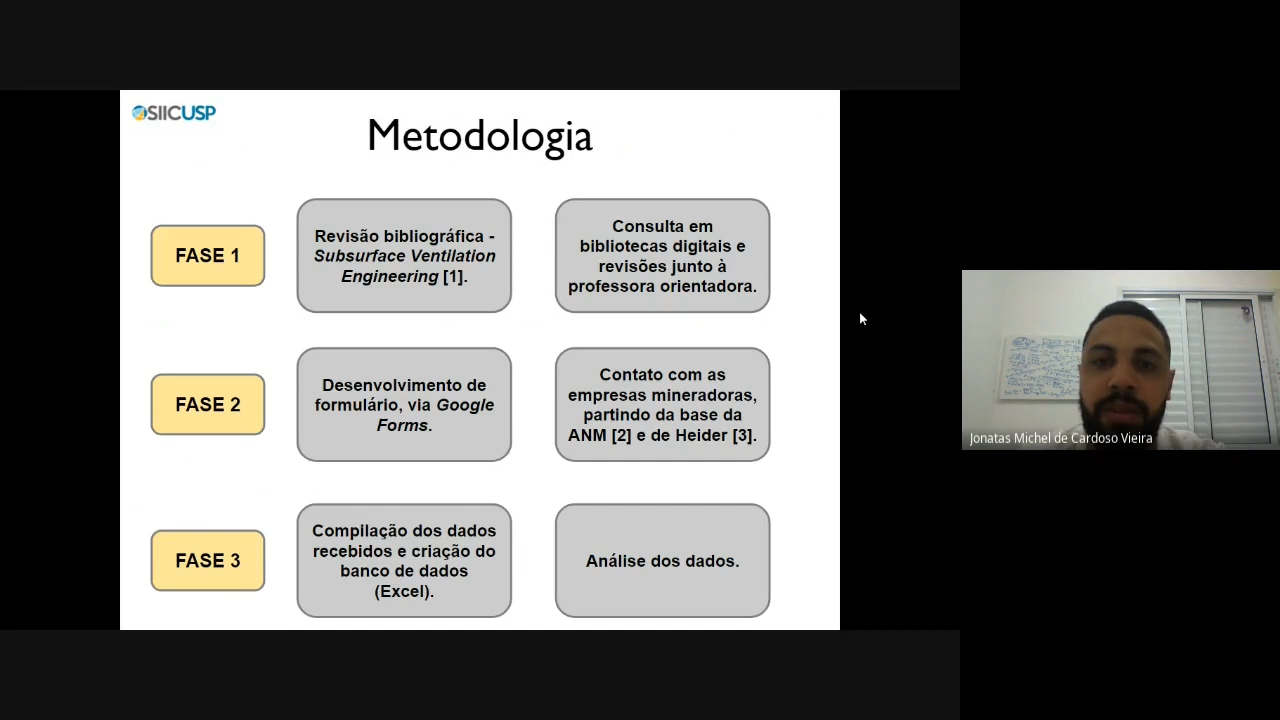 SIICUSP
Metodologia
FASE 1
Revisão bibliográfica -
Subsurface Ventilation
Engineering [1].
Consulta em
bibliotecas digitais e
revisões junto à
professora orientadora.
FASE 2
Desenvolvimento de
formulário, via Google
Forms.
Contato com as
empresas mineradoras,
partindo da base da
ANM [2] e de Heider [3].
FASE 3
Compilação dos dados
recebidos e criação do
banco de dados
(Excel).
Análise dos dados.
Jonatas Michel de Cardoso Vieira